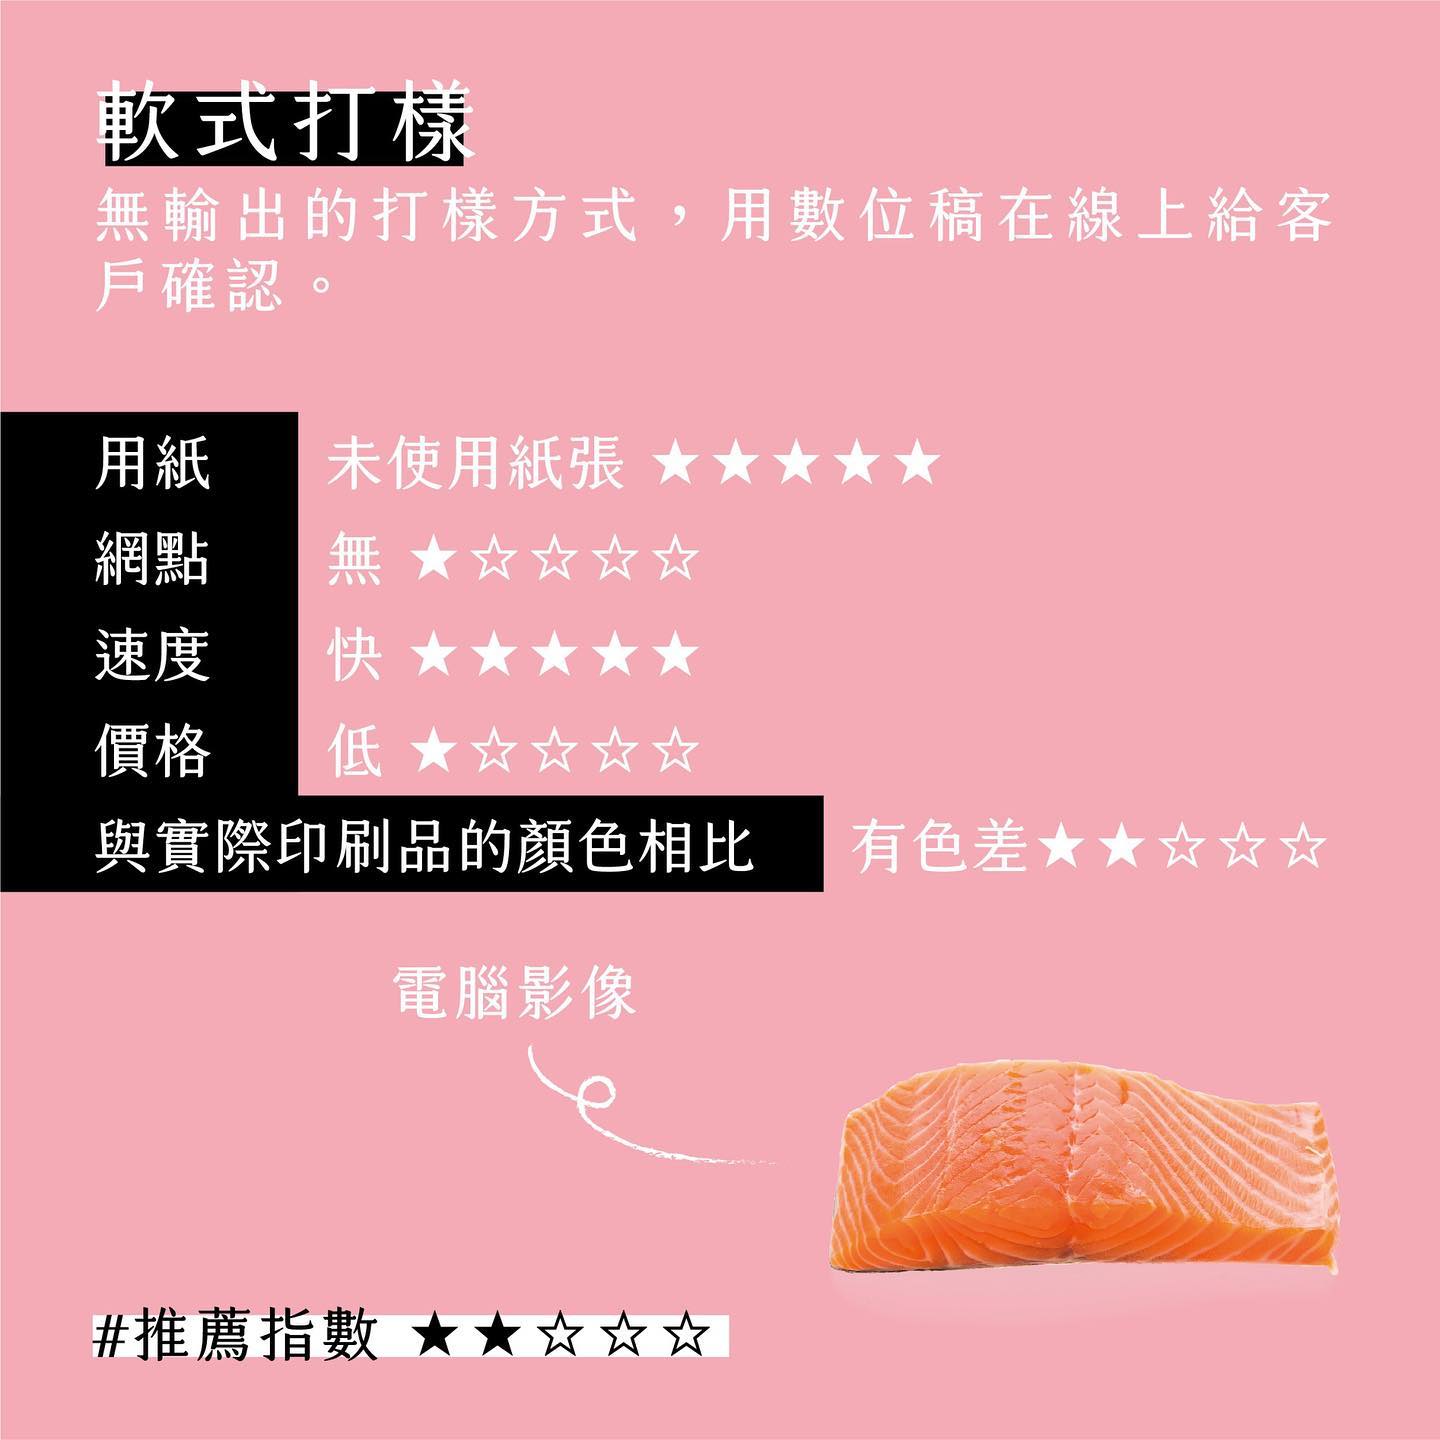 軟式打樣
無輸出的打樣方式，用數位稿在線上給客
戶確認。
用紙 未使用紙張 ★★★★★
網點 無 ★☆☆☆☆
速度 快 ★★★★★
價格 低 ★☆☆☆☆
與實際印刷品的顏色相比 有色差★★☆☆☆
電腦影像
#推薦指數 ★★☆☆☆